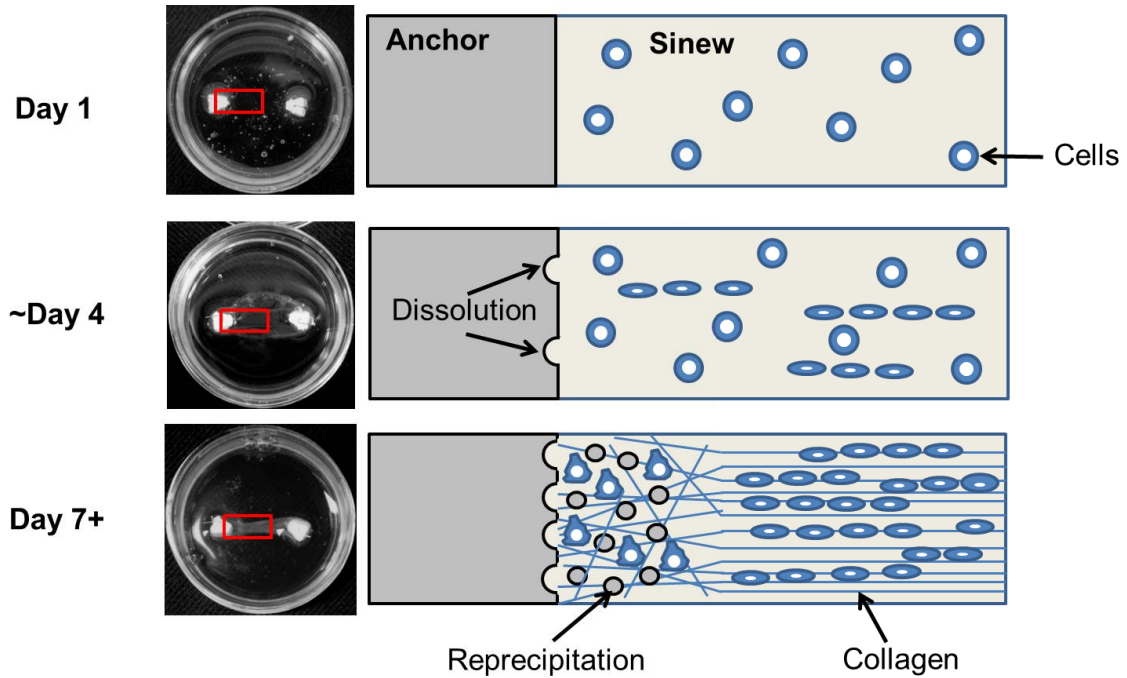 Anchor
Sinew
Day 1
Cells
~Day 4
Dissolution
Day 7+
Reprecipitation
Collagen